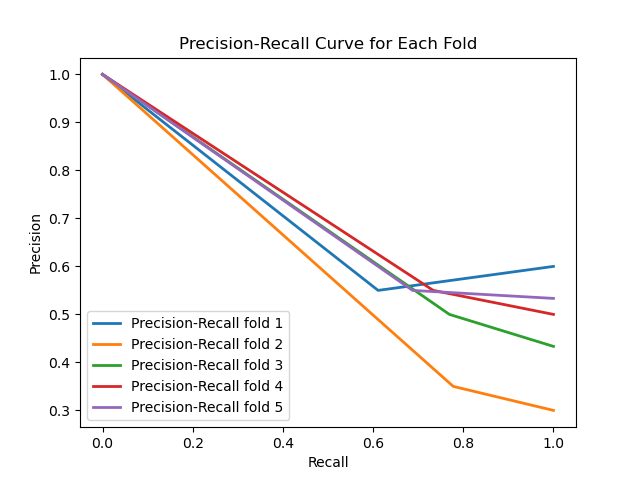 Precision-Recall Curve for Each Fold
1.0
0.9
0.8
0.7
0.6
0.5
0.4
0.3
Precision
Precision-Recall fold 1
Precision-Recall fold 2
Precision-Recall fold 3
Precision-Recall fold 4
Precision-Recall fold 5
0.0 0.2 0.4 0.6 0.8 1.0
Recall